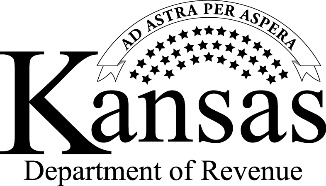 AD ASTRA PER ASPERA
Kansas
Department of Revenue